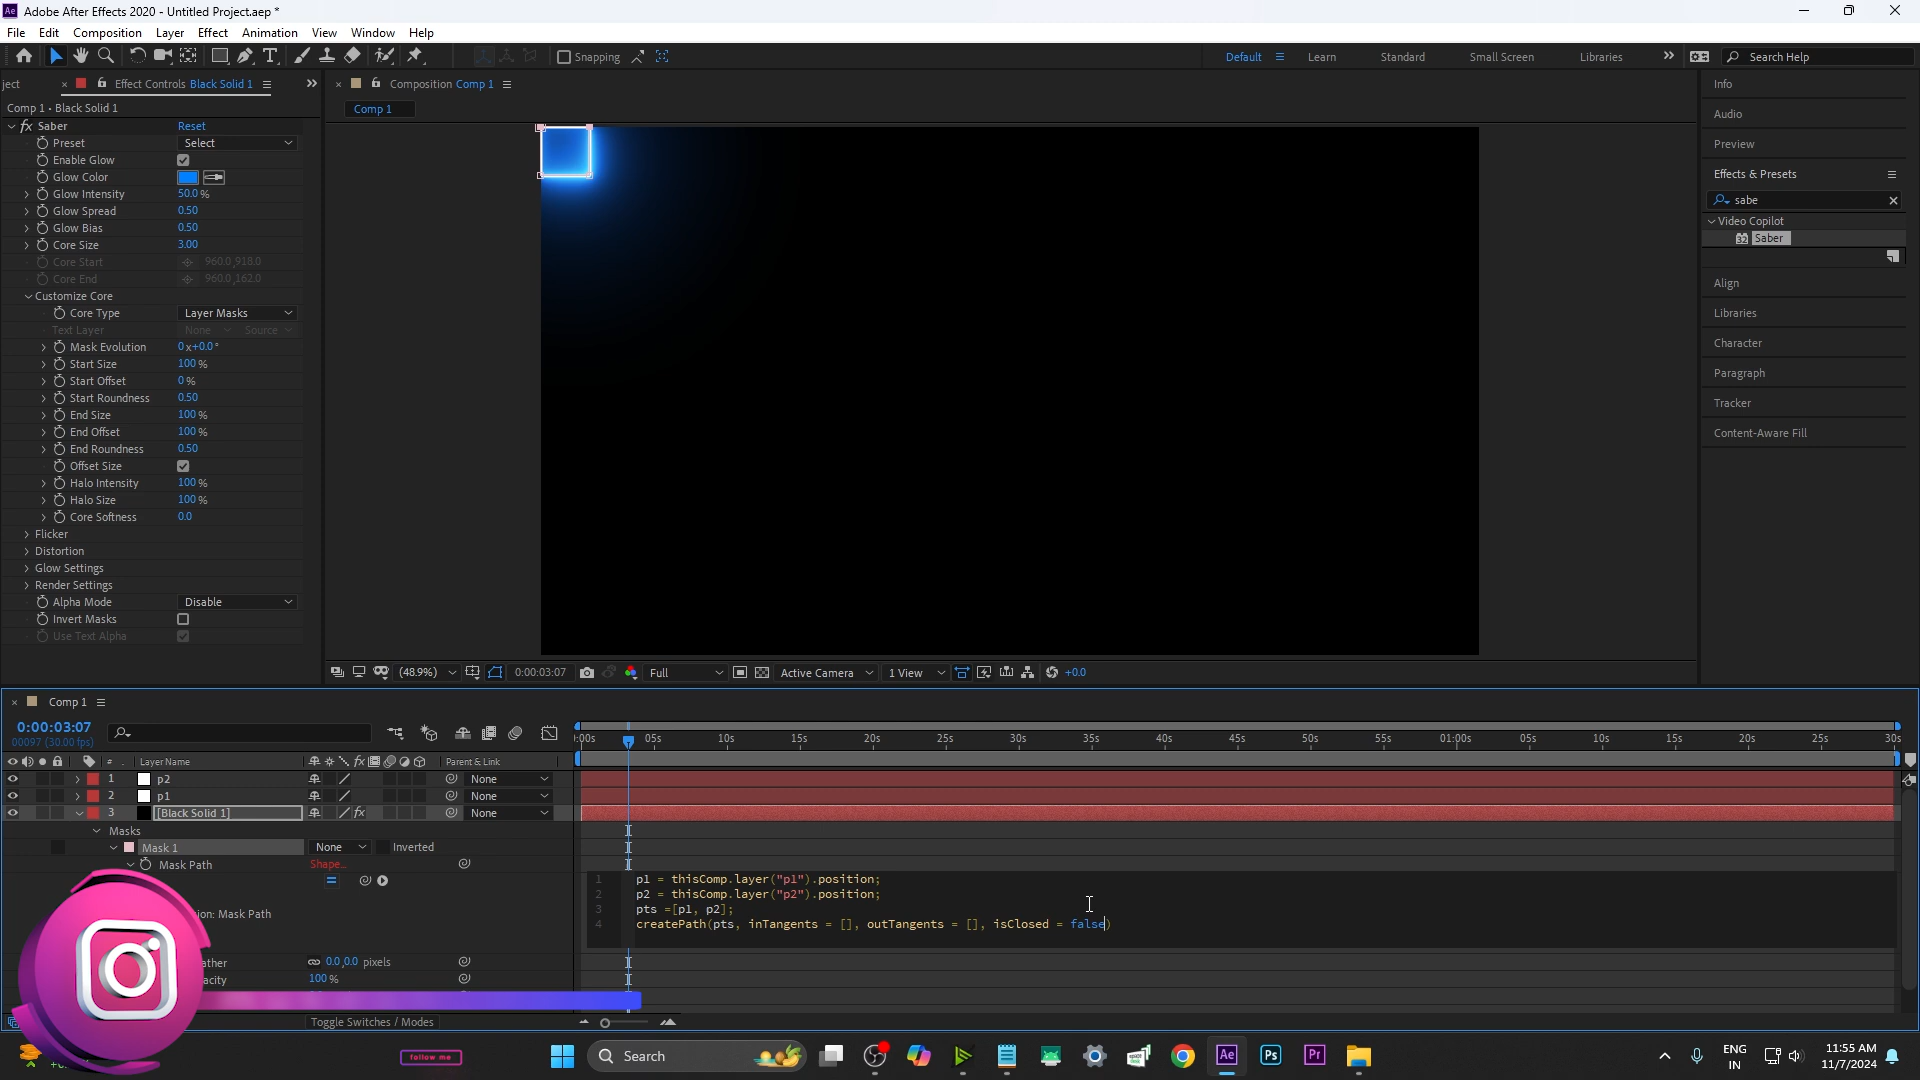 Adobe After Effects 2020 - Untitled Project.aep *
File Edit Composition Layer Effect Animation View Window Help
Snapping
Default Learn Standard Small Screen Libraries Search Help
ject
Effect Controls Black Solid 1
Comp 1 • Black Solid 1
fx Saber Reset
Preset Select
Enable Glow
Glow Color
Glow Intensity 50.0 %
Glow Spread 0.50
Glow Bias 0.50
Core Size 3.00
Core Start 960.0,918.0
Core End 960.0,162.0
Customize Core
Core Type Layer Masks
Text Layer None Source
Mask Evolution 0x+0.0°
Start Size 100 %
Start Offset 0 %
Start Roundness 0.50
End Size 100 %
End Offset 100 %
End Roundness 0.50
Offset Size
Halo Intensity 100 %
Halo Size 100 %
Core Softness 0.0
Flicker
Distortion
Glow Settings
Render Settings
Alpha Mode Disable
Invert Masks
Use Text Alpha
Composition Comp 1
Comp 1
(48.9%) 0:00:03:07 Full Active Camera 1 View +0.0
Info
Audio
Preview
Effects & Presets
sabe
Video Copilot
32 Saber
Align
Libraries
Character
Paragraph
Tracker
Content-Aware Fill
Comp 1
0:00:03:07
00097 (30.00 fps)
:00s 05s 10s 15s 20s 25s 30s 35s 40s 45s 50s 55s 01:00s 05s 10s 15s 20s 25s 30s
# Layer Name fx Parent & Link
1 p2 None
2 p1 None
3 [Black Solid 1] fx None
Masks
Mask 1 None Inverted
Mask Path Shape...
ion: Mask Path
1 p1 = thisComp.layer("p1").position;
2 p2 = thisComp.layer("p2").position;
3 pts =[p1, p2];
4 createPath(pts, inTangents = [], outTangents = [], isClosed = false)
ather 0.0,0.0 pixels
acity 100 %
Toggle Switches / Modes
follow me
Search
Ae Ps Pr
ENG
IN
11:55 AM
11/7/2024